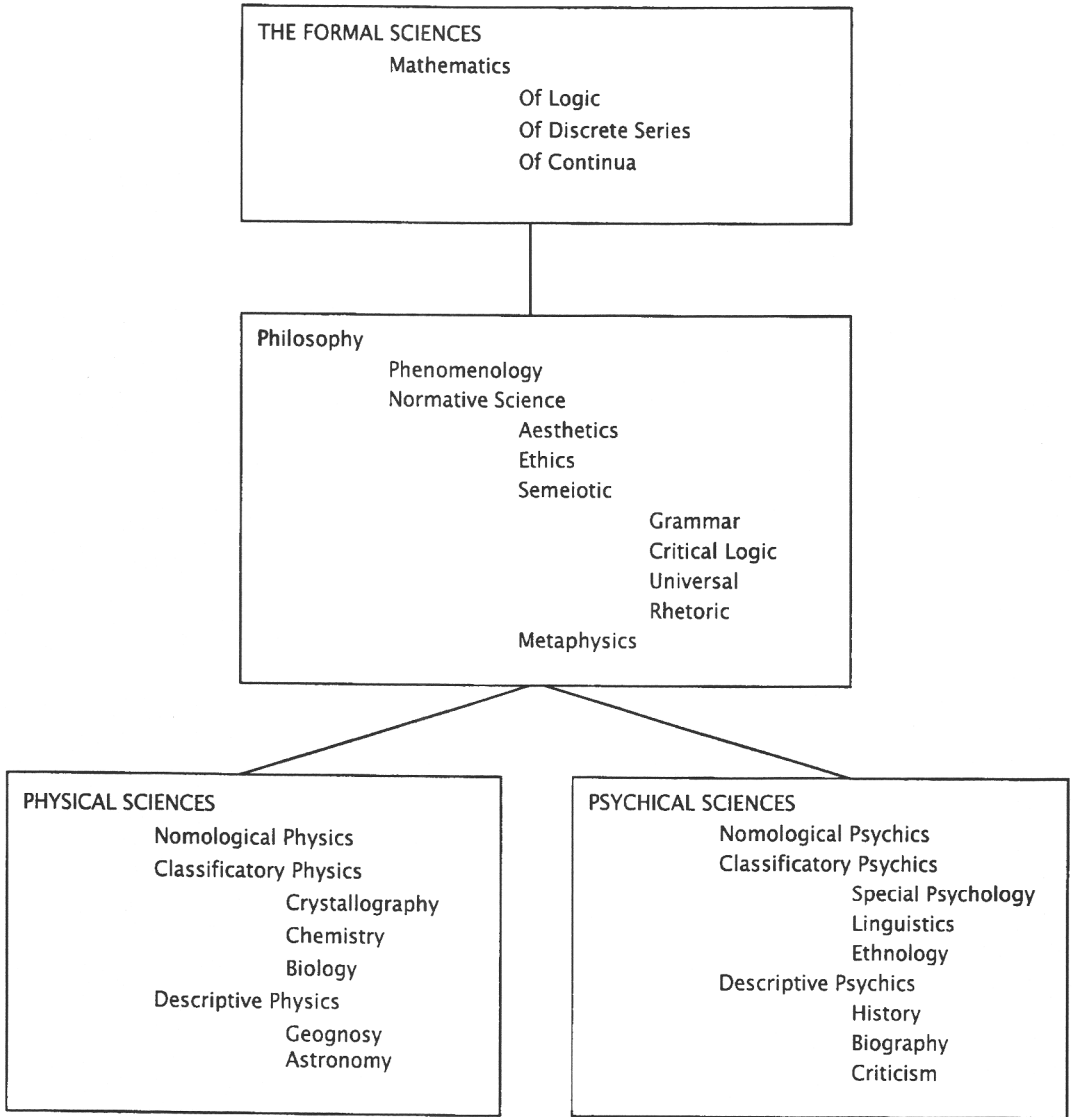 THE FORMAL SCIENCES
Mathematics
Of Logic
Of Discrete Series
Of Continua
Philosophy
Phenomenology
Normative Science
Aesthetics
Ethics
Semeiotic
Grammar
Critical Logic
Universal
Rhetoric
Metaphysics
PHYSICAL SCIENCES
Nomological Physics
Classificatory Physics
Crystallography
Chemistry
Biology
Descriptive Physics
Geognosy
Astronomy
PSYCHICAL SCIENCES
Nomological Psychics
Classificatory Psychics
Special Psychology
Linguistics
Ethnology
Descriptive Psychics
History
Biography
Criticism